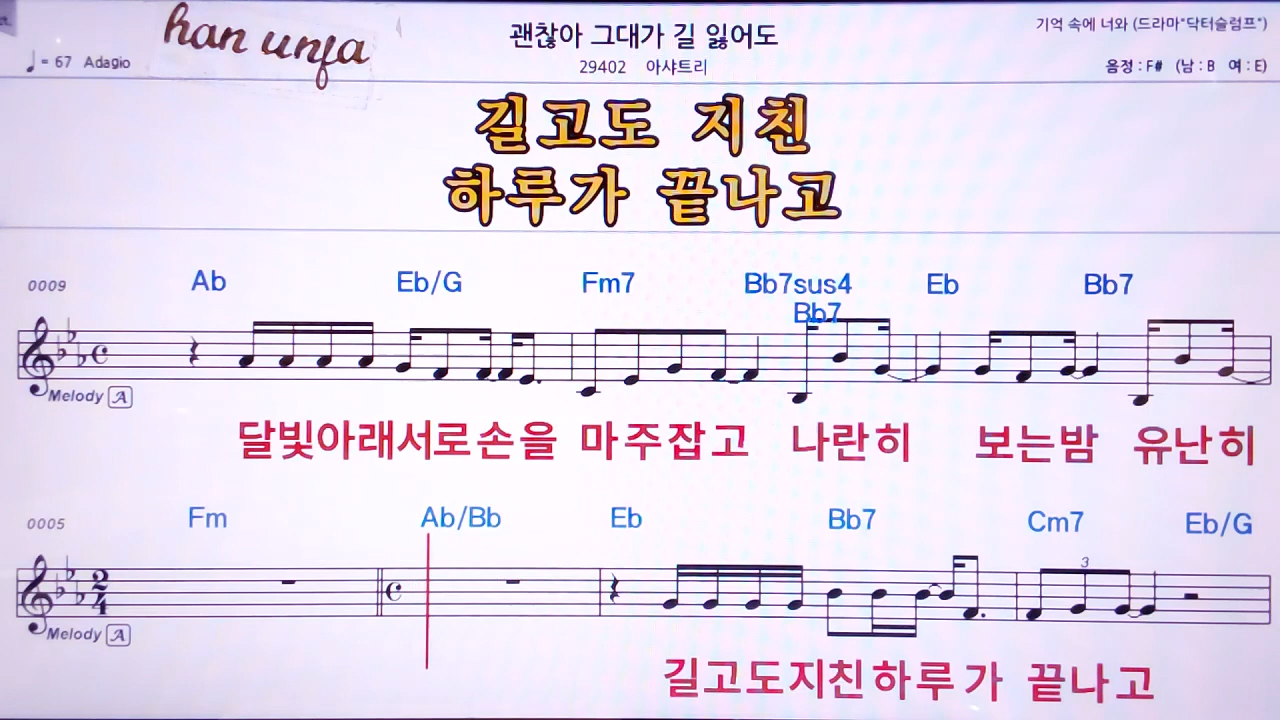 han unfa
괜찮아 그대가 길 잃어도
29402 아샤트리
기억 속에 너와 (드라마"닥터슬럼프")
♩= 67 Adagio
음정 : F# (남 : B 여 : E)
길고도 지친
하루가 끝나고
0009 Ab Eb/G Fm7 Bb7sus4 Eb Bb7
Bb7
Melody A
달빛아래서로손을 마주잡고 나란히 보는밤 유난히
0005 Fm Ab/Bb Eb Bb7 Cm7 Eb/G
2
4
3
Melody A
길고도지친하루가 끝나고